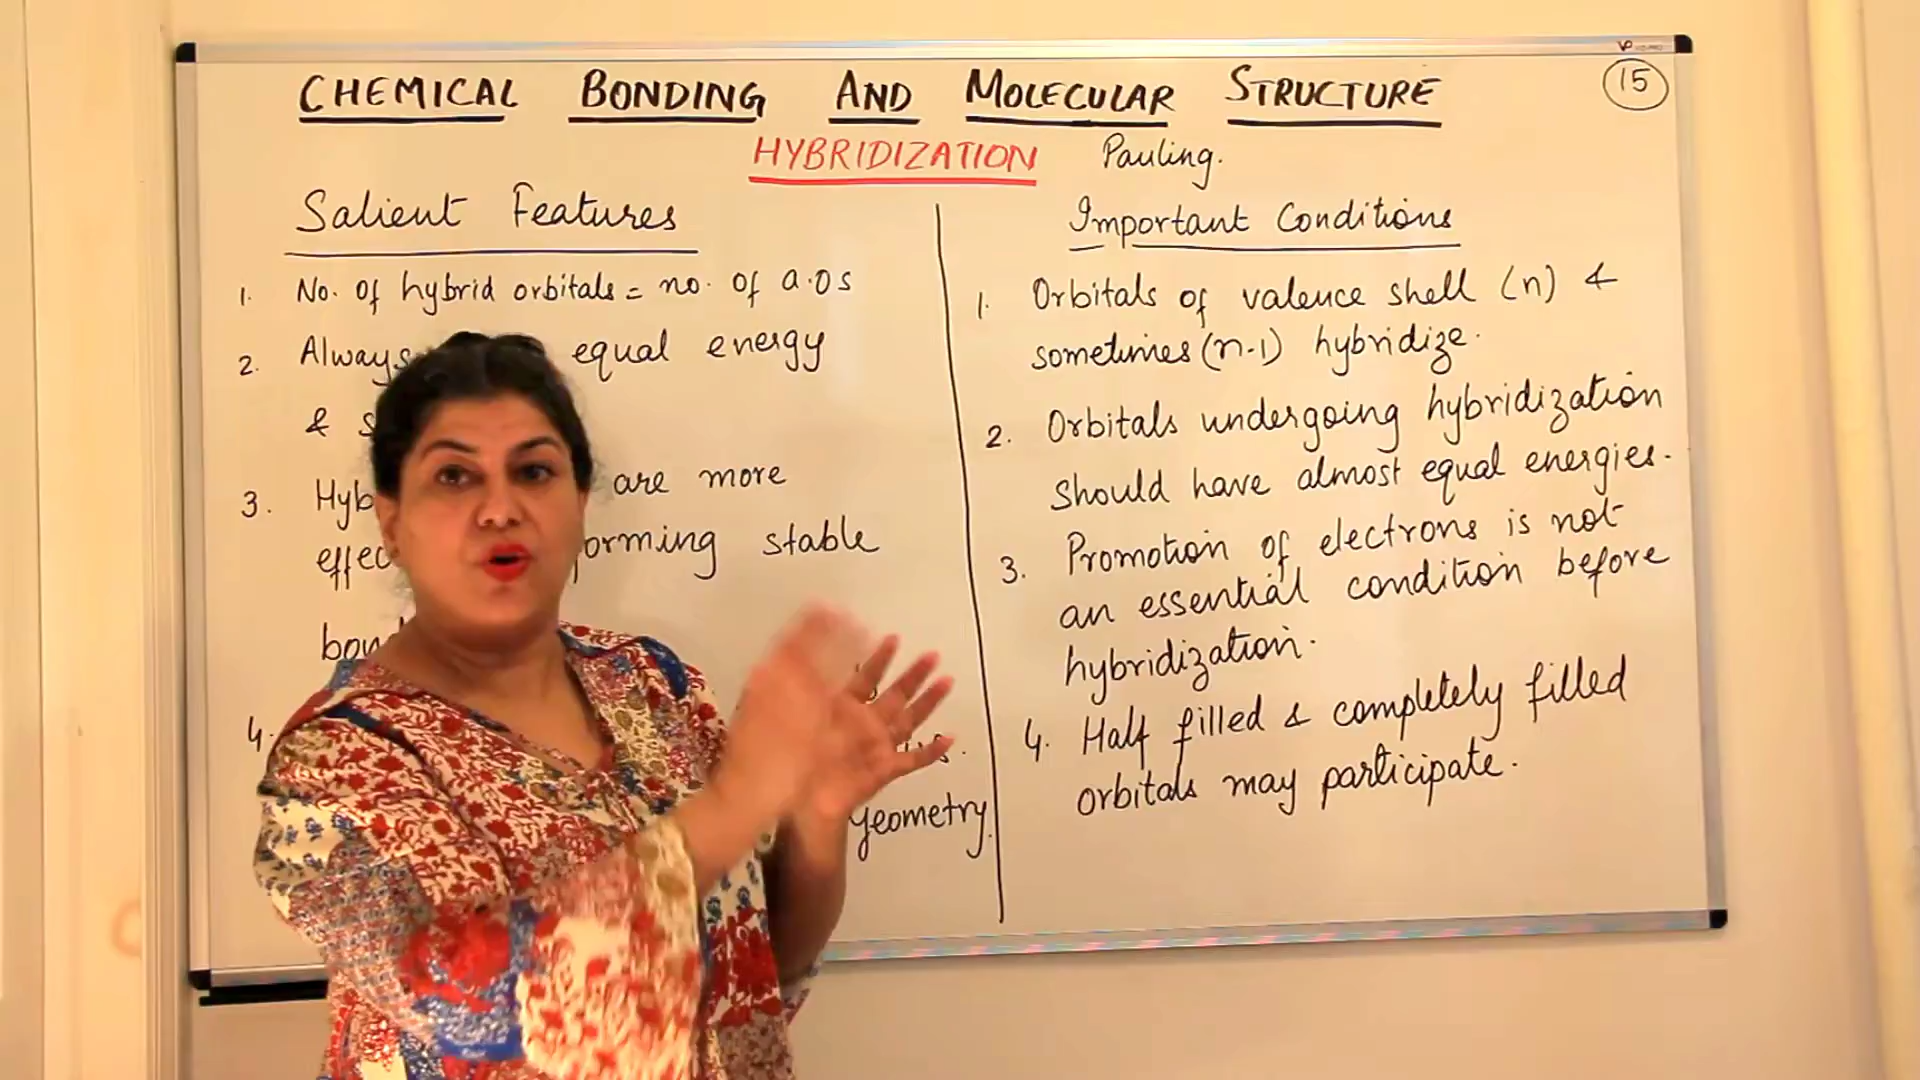 CHEMICAL BONDING AND MOLECULAR STRUCTURE
15
HYBRIDIZATION Pauling.
Salient Features
1. No. of hybrid orbitals = no. of a.os
2. Always equal energy
&
3. are more
orming stable
4.
geometry.
Important Conditions
1. Orbitals of valence shell (n) &
sometimes (n-1) hybridize.
2. Orbitals undergoing hybridization
should have almost equal energies.
3. Promotion of electrons is not
an essential condition before
hybridization.
4. Half filled & completely filled
orbitals may participate.